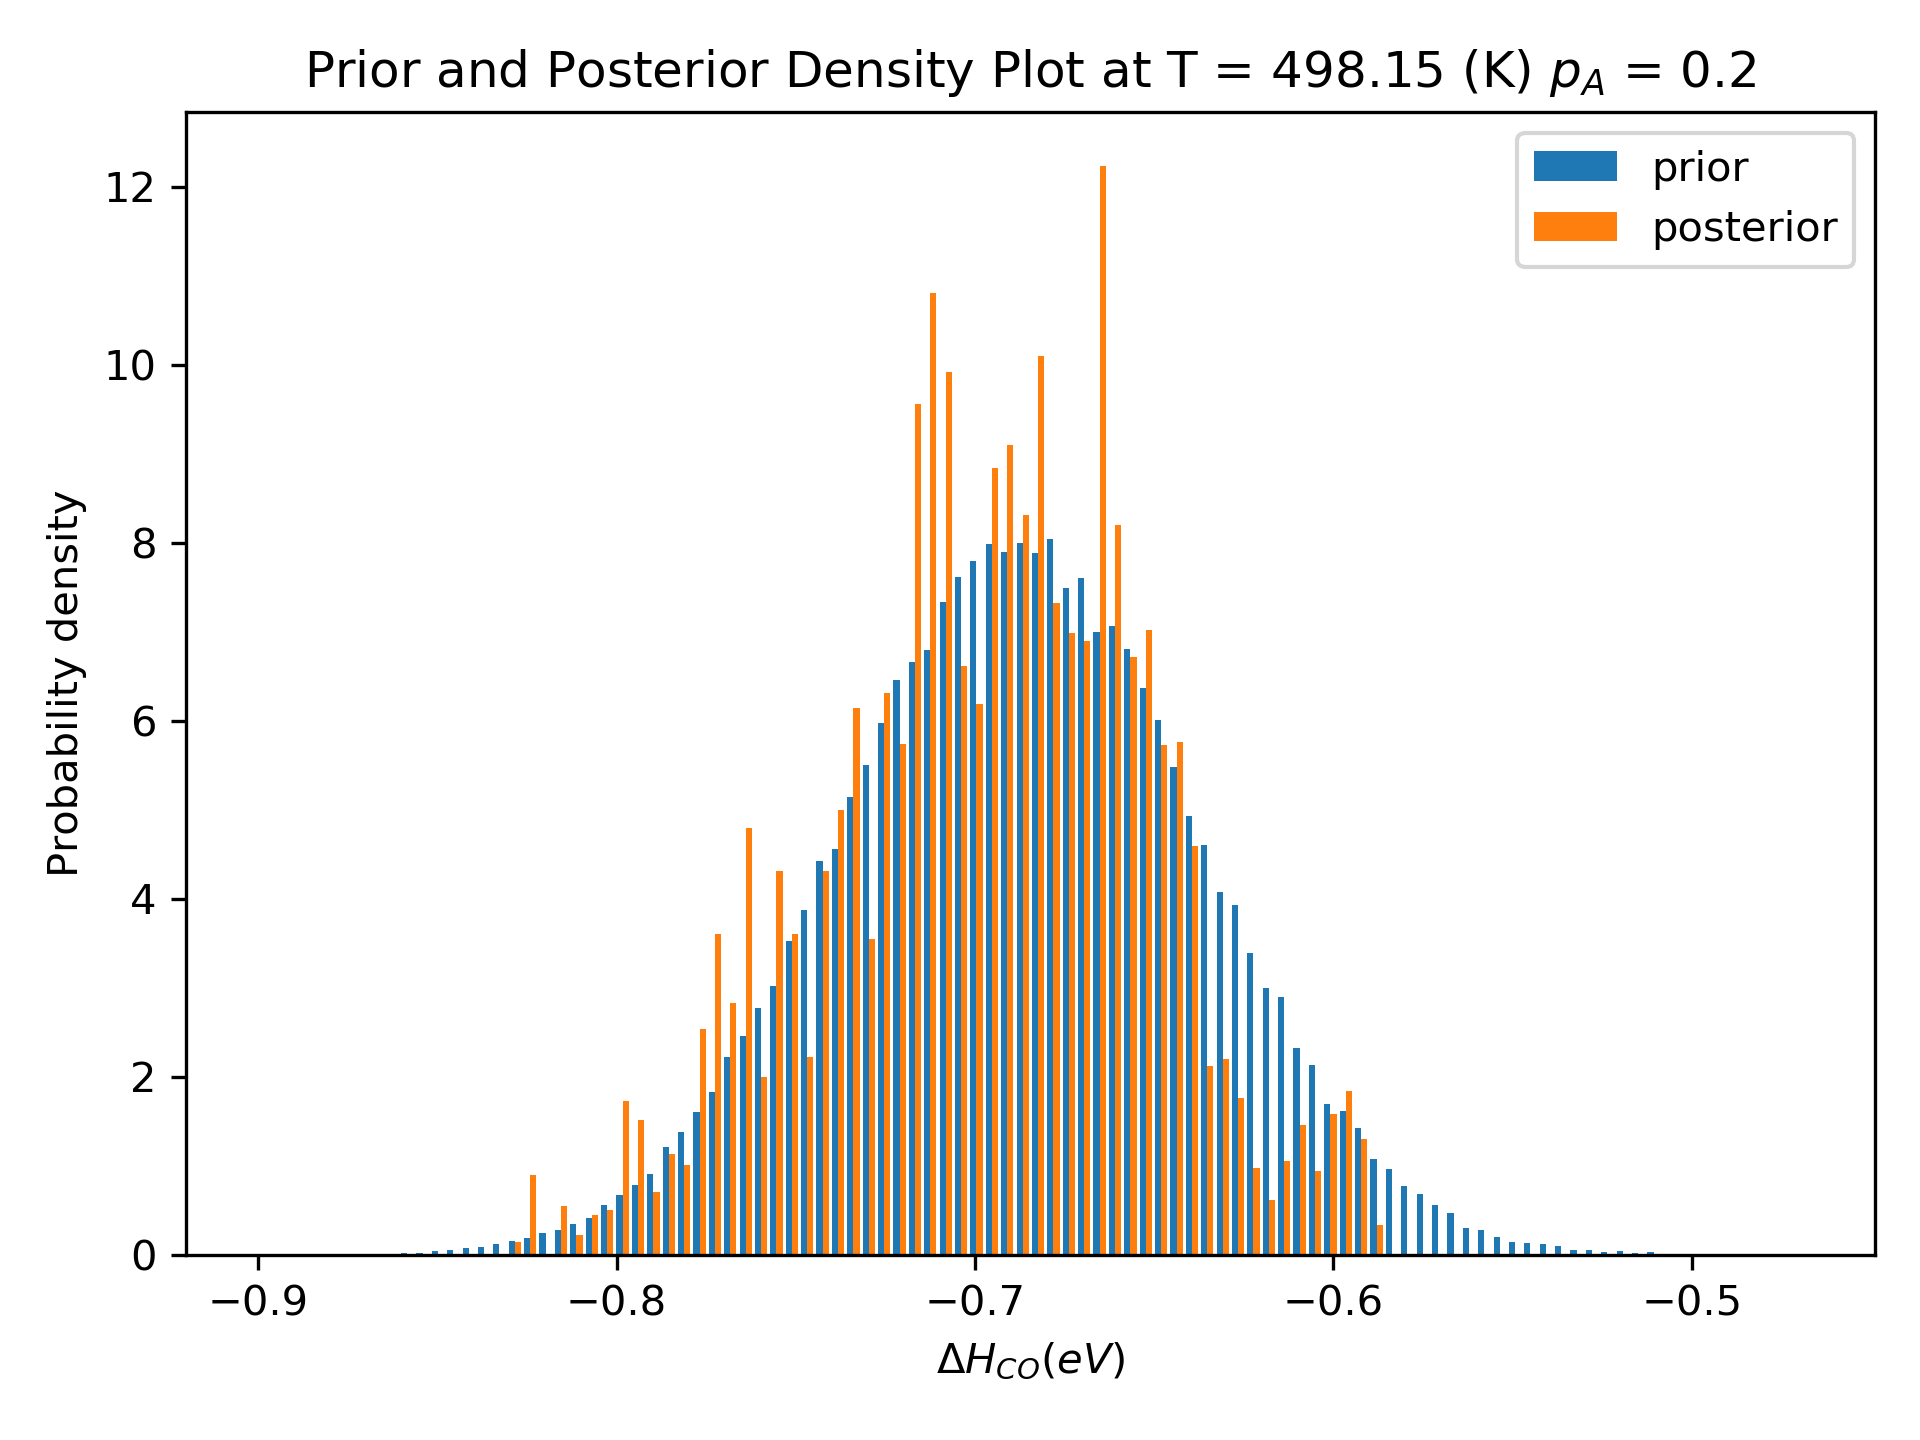 Prior and Posterior Density Plot at T = 498.15 (K) p_A = 0.2
prior
posterior
Probability density
12
10
8
6
4
2
0
−0.9
−0.8
−0.7
−0.6
−0.5
ΔH_CO(eV)